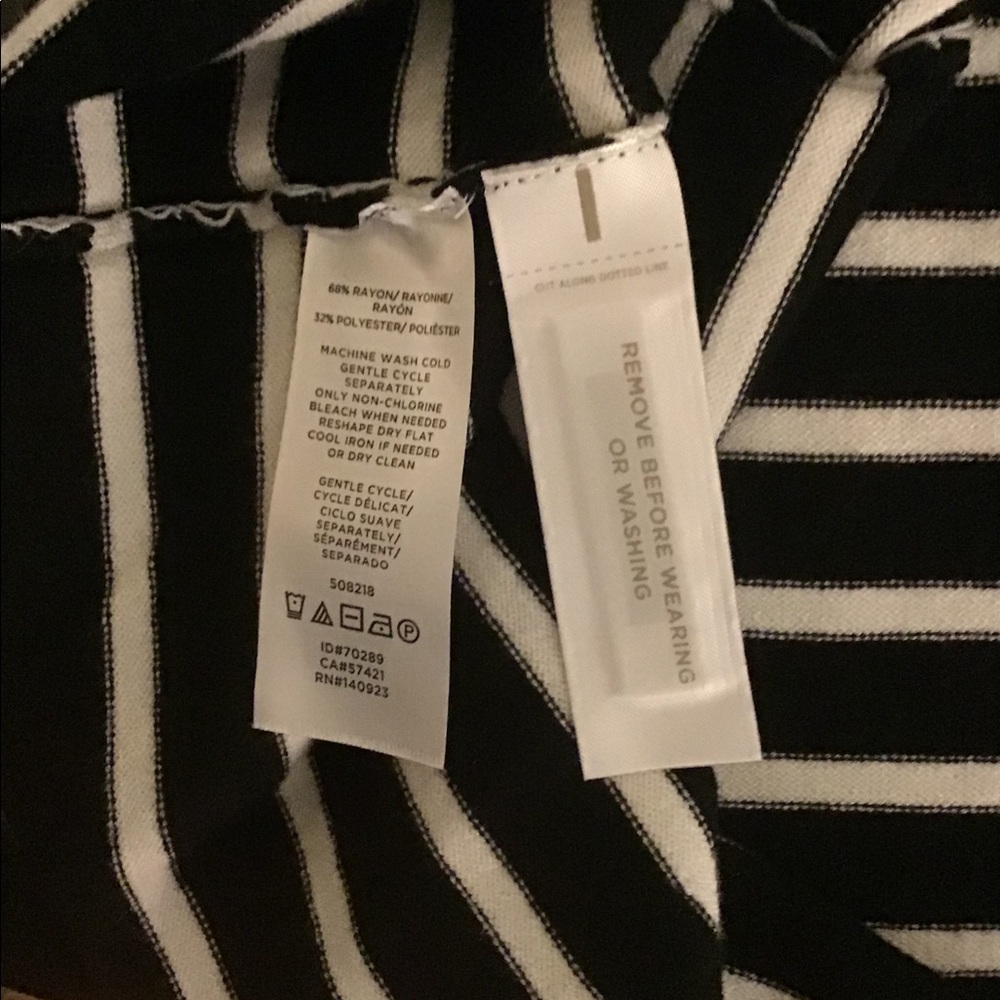 68% RAYON/ RAYONNE/
RAYÓN
32% POLYESTER/ POLIÉSTER
MACHINE WASH COLD
GENTLE CYCLE
SEPARATELY
ONLY NON-CHLORINE
BLEACH WHEN NEEDED
RESHAPE DRY FLAT
COOL IRON IF NEEDED
OR DRY CLEAN
GENTLE CYCLE/
CYCLE DÉLICAT/
CICLO SUAVE
SEPARATELY/
SÉPARÉMENT/
SEPARADO
508218
P
ID#70289
CA#57421
RN#140923
CUT ALONG DOTTED LINE
REMOVE BEFORE WEARING
OR WASHING